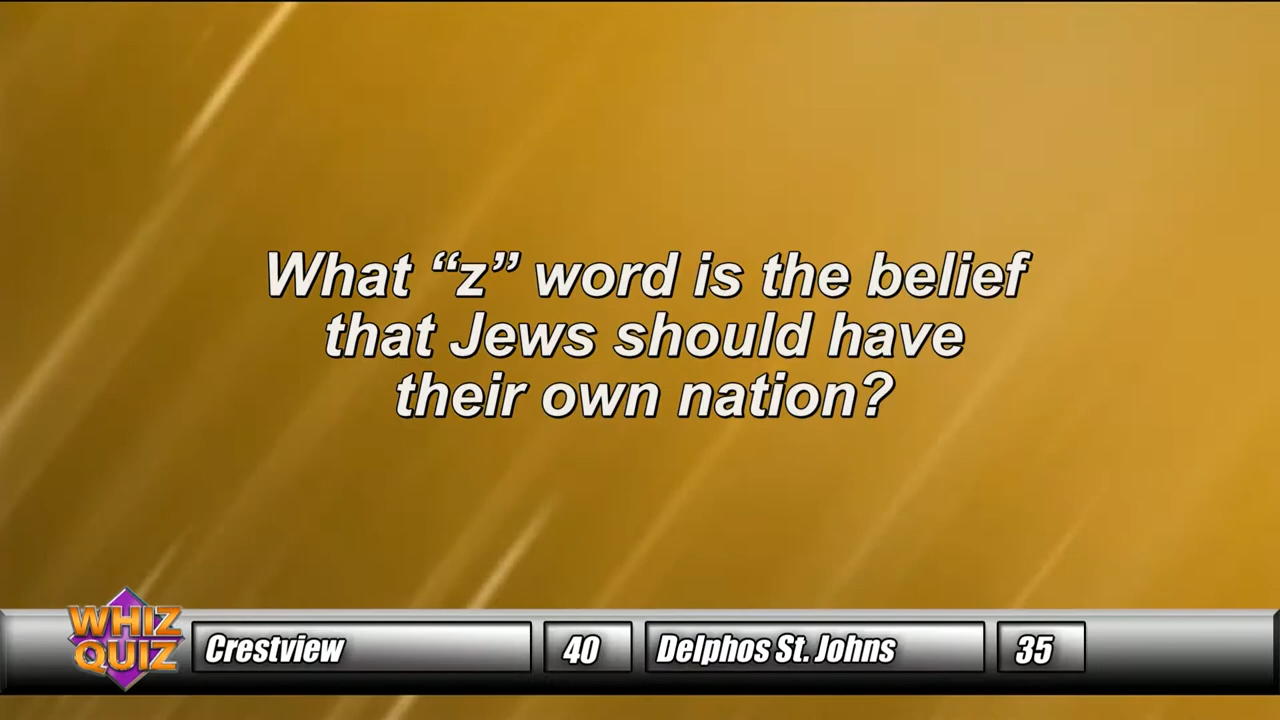 What “z” word is the belief
that Jews should have
their own nation?
WHIZ
QUIZ
Crestview
40
Delphos St. Johns
35